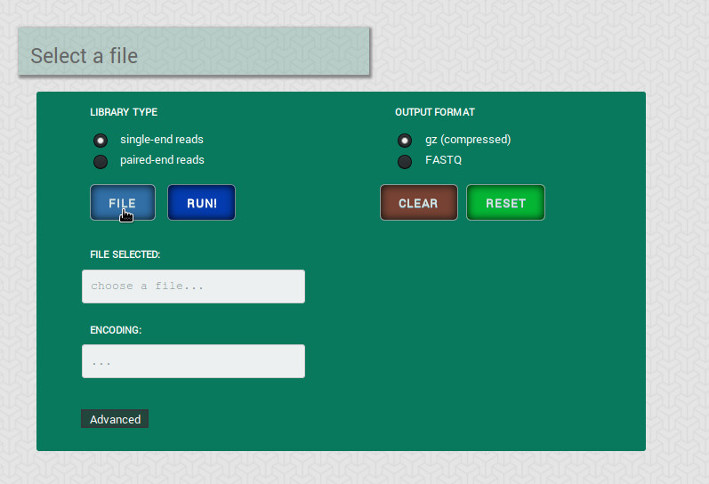 Select a file
LIBRARY TYPE
single-end reads
paired-end reads
OUTPUT FORMAT
gz (compressed)
FASTQ
FILE
RUN!
CLEAR
RESET
FILE SELECTED:
choose a file...
ENCODING:
...
Advanced